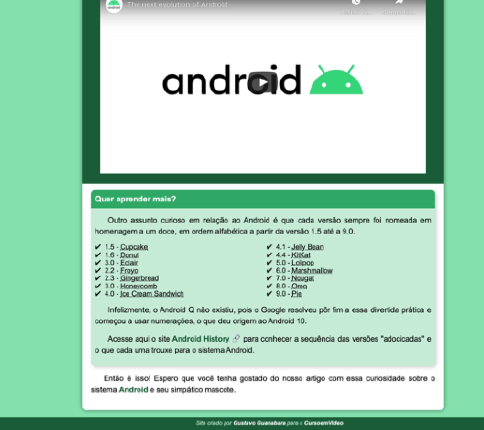 The next evolution of Android
android
Quer aprender mais?
Outro assunto curioso em relação ao Android é que cada versão sempre foi nomeada em
homenagem a um doce, em ordem alfabética a partir da versão 1.5 até a 9.0.
✔ 1.5 - Cupcake
✔ 1.6 - Donut
✔ 3.0 - Eclair
✔ 2.2 - Froyo
✔ 2.3 - Gingerbread
✔ 3.0 - Honeycomb
✔ 4.0 - Ice Cream Sandwich
✔ 4.1 - Jelly Bean
✔ 4.4 - KitKat
✔ 5.0 - Lolipop
✔ 6.0 - Marshmallow
✔ 7.0 - Nougat
✔ 8.0 - Oreo
✔ 9.0 - Pie
Infelizmente, o Android Q não existiu, pois o Google resolveu pôr fim a essa divertida prática e
começou a usar numerações, o que deu origem ao Android 10.
Acesse aqui o site Android History 🔗 para conhecer a sequência das versões "adocicadas" e
o que cada uma trouxe para o sistema Android.
Então é isso! Espero que você tenha gostado do nosso artigo com essa curiosidade sobre o
sistema Android e seu simpático mascote.
Site criado por Gustavo Guanabara para o CursoemVideo